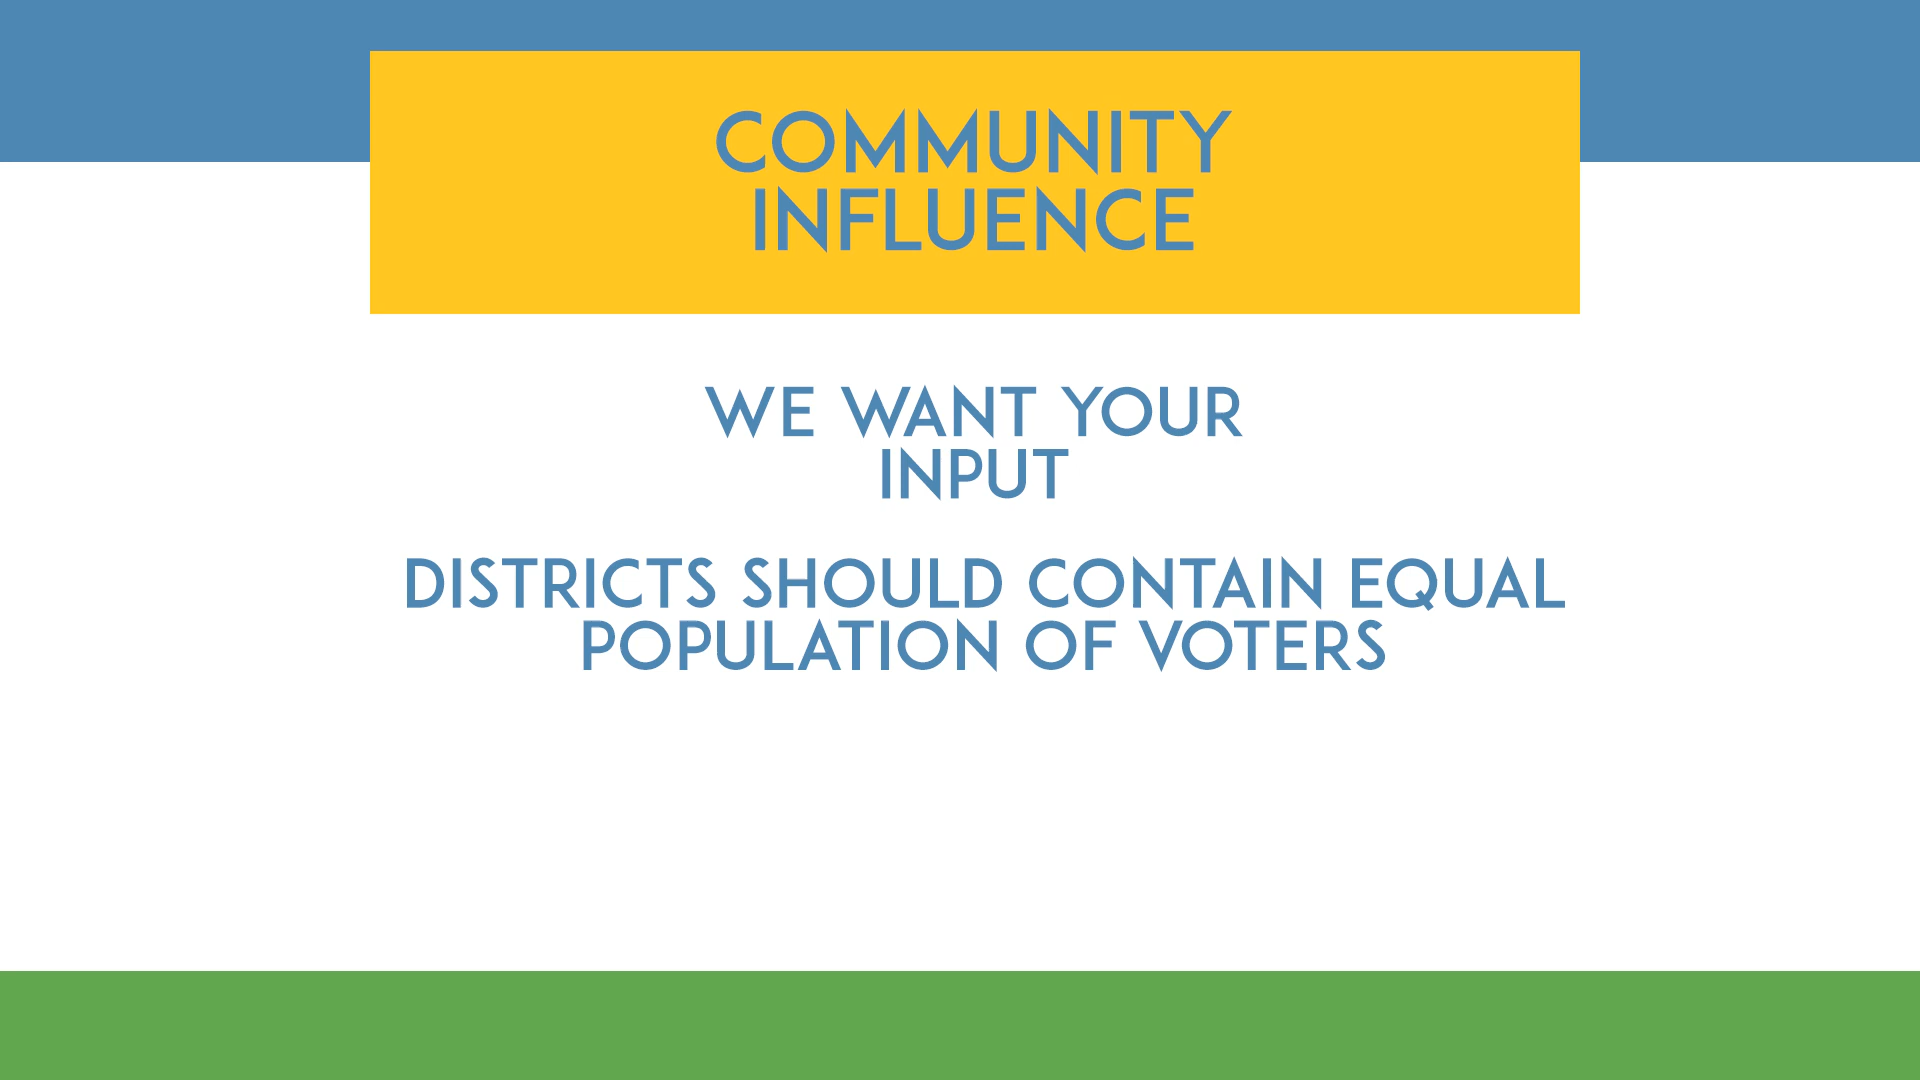 COMMUNITY
INFLUENCE
WE WANT YOUR
INPUT
DISTRICTS SHOULD CONTAIN EQUAL
POPULATION OF VOTERS